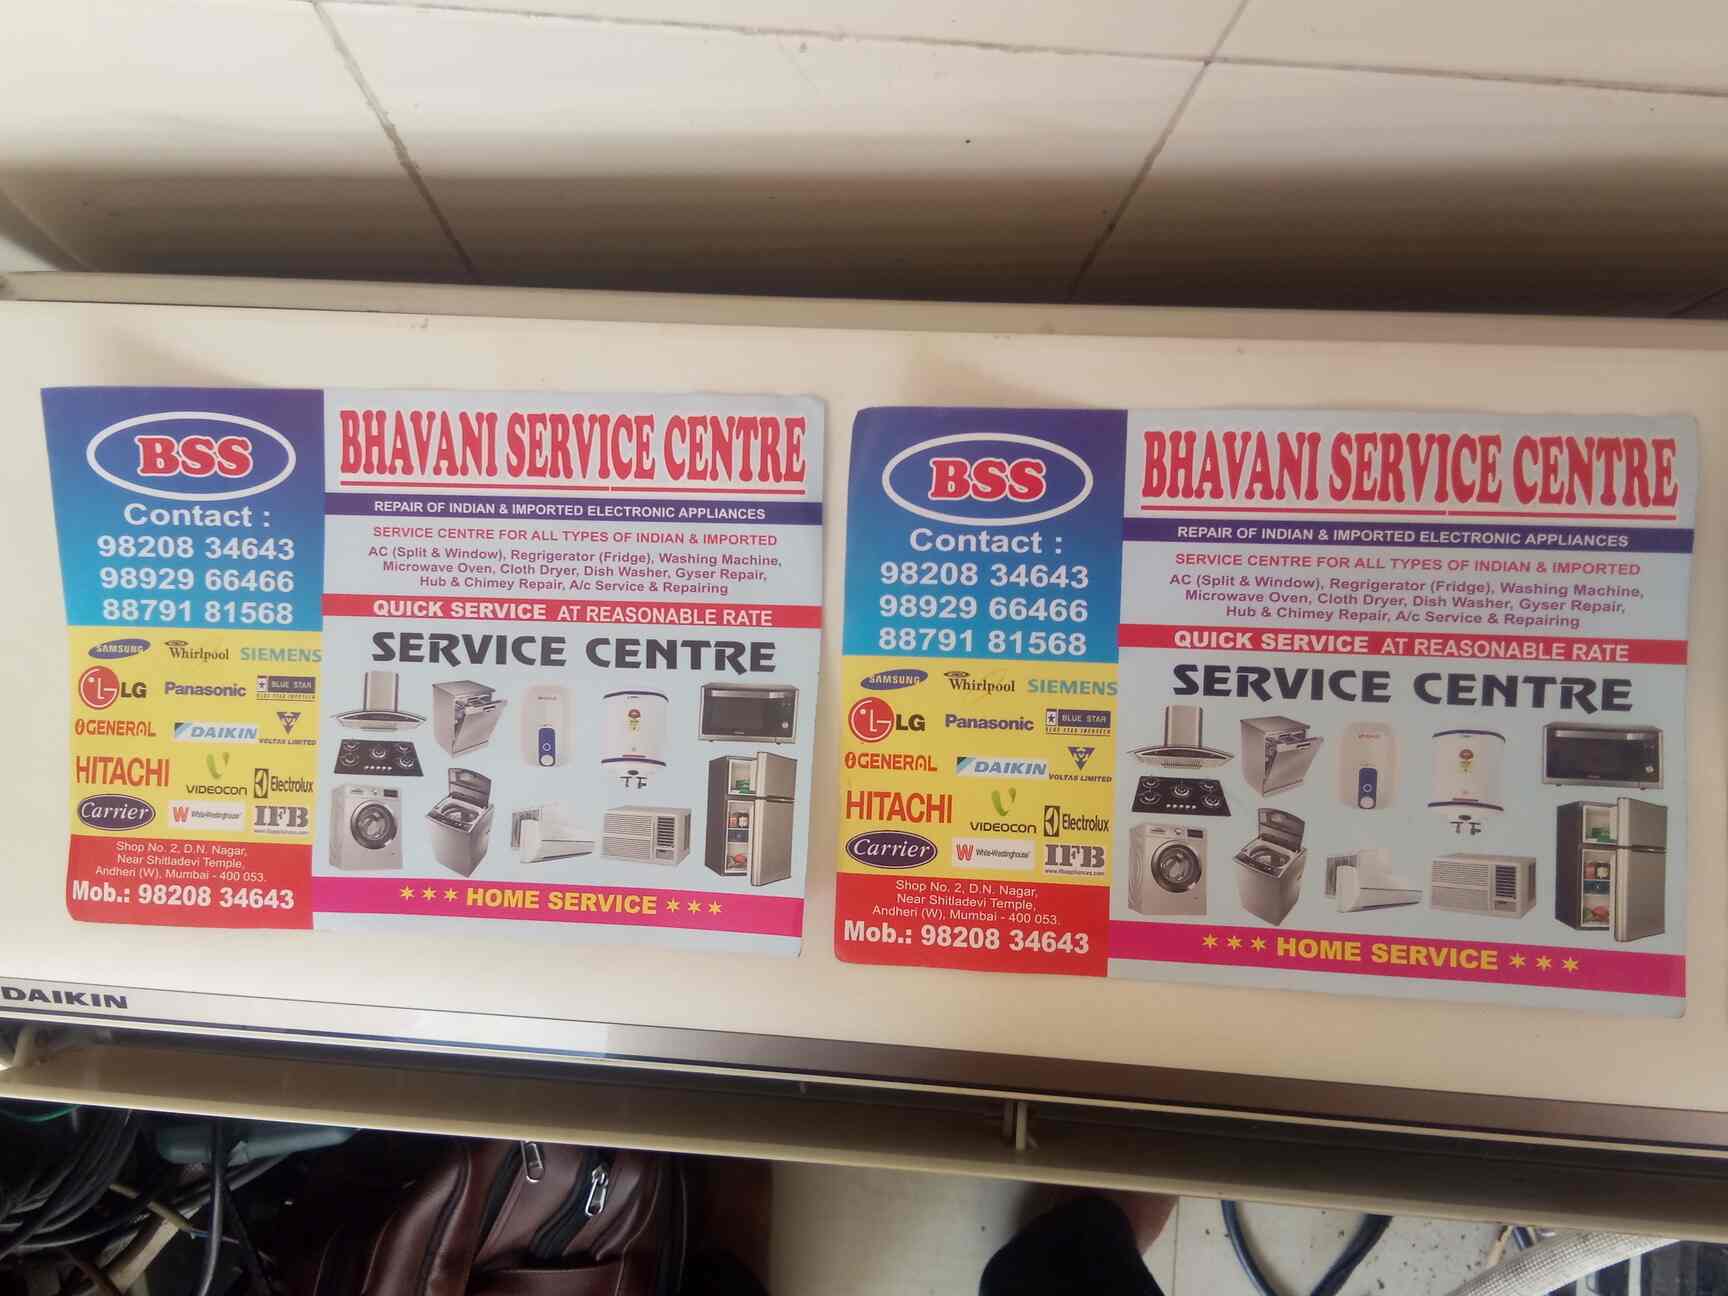 BSS
Contact :
98208 34643
98929 66466
88791 81568
SAMSUNG Whirlpool SIEMENS
LG Panasonic BLUE STAR
GENERAL DAIKIN VOLTAS LIMITED
HITACHI VIDEOCON Electrolux
Carrier White-Westinghouse IFB
Shop No. 2, D.N. Nagar,
Near Shitladevi Temple,
Andheri (W), Mumbai - 400 053.
Mob.: 98208 34643
BHAVANI SERVICE CENTRE
REPAIR OF INDIAN & IMPORTED ELECTRONIC APPLIANCES
SERVICE CENTRE FOR ALL TYPES OF INDIAN & IMPORTED
AC (Split & Window), Regrigerator (Fridge), Washing Machine,
Microwave Oven, Cloth Dryer, Dish Washer, Gyser Repair,
Hub & Chimey Repair, A/c Service & Repairing
QUICK SERVICE AT REASONABLE RATE
SERVICE CENTRE
★★★ HOME SERVICE ★★★
BSS
Contact :
98208 34643
98929 66466
88791 81568
SAMSUNG Whirlpool SIEMENS
LG Panasonic BLUE STAR
GENERAL DAIKIN VOLTAS LIMITED
HITACHI VIDEOCON Electrolux
Carrier White-Westinghouse IFB
www.ifbappliances.com
Shop No. 2, D.N. Nagar,
Near Shitladevi Temple,
Andheri (W), Mumbai - 400 053.
Mob.: 98208 34643
BHAVANI SERVICE CENTRE
REPAIR OF INDIAN & IMPORTED ELECTRONIC APPLIANCES
SERVICE CENTRE FOR ALL TYPES OF INDIAN & IMPORTED
AC (Split & Window), Regrigerator (Fridge), Washing Machine,
Microwave Oven, Cloth Dryer, Dish Washer, Gyser Repair,
Hub & Chimey Repair, A/c Service & Repairing
QUICK SERVICE AT REASONABLE RATE
SERVICE CENTRE
★★★ HOME SERVICE ★★★
DAIKIN